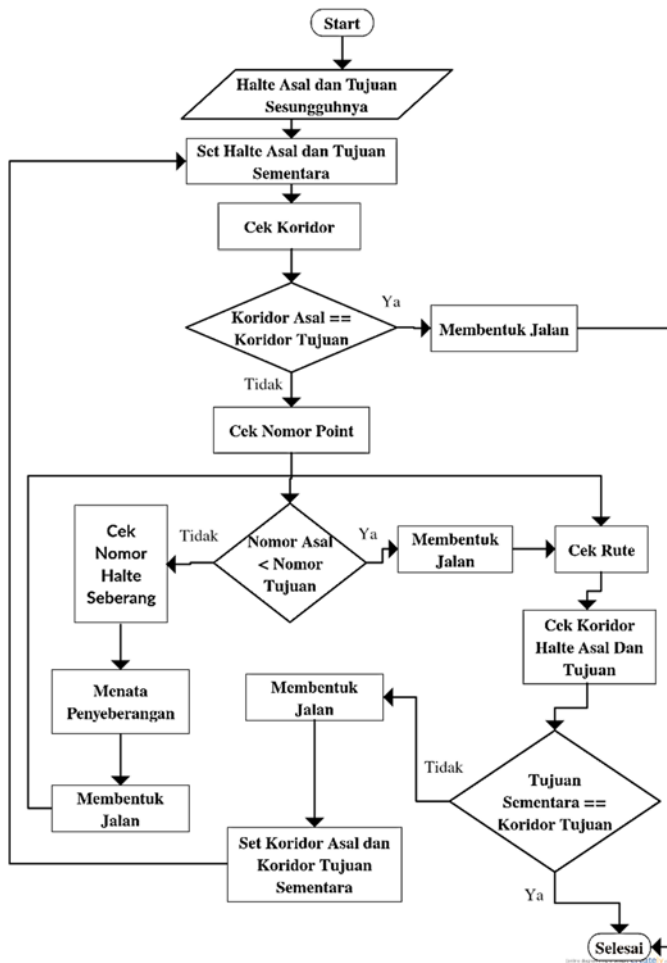 Start
Halte Asal dan Tujuan
Sesungguhnya
Set Halte Asal dan Tujuan
Sementara
Cek Koridor
Koridor Asal ==
Koridor Tujuan
Ya
Membentuk Jalan
Tidak
Cek Nomor Point
Cek
Nomor
Halte
Seberang
Tidak
Nomor Asal
< Nomor
Tujuan
Ya
Membentuk
Jalan
Cek Rute
Cek Koridor
Halte Asal Dan
Tujuan
Menata
Penyeberangan
Membentuk
Jalan
Membentuk
Jalan
Tidak
Tujuan
Sementara ==
Koridor Tujuan
Set Koridor Asal dan
Koridor Tujuan
Sementara
Ya
Selesai